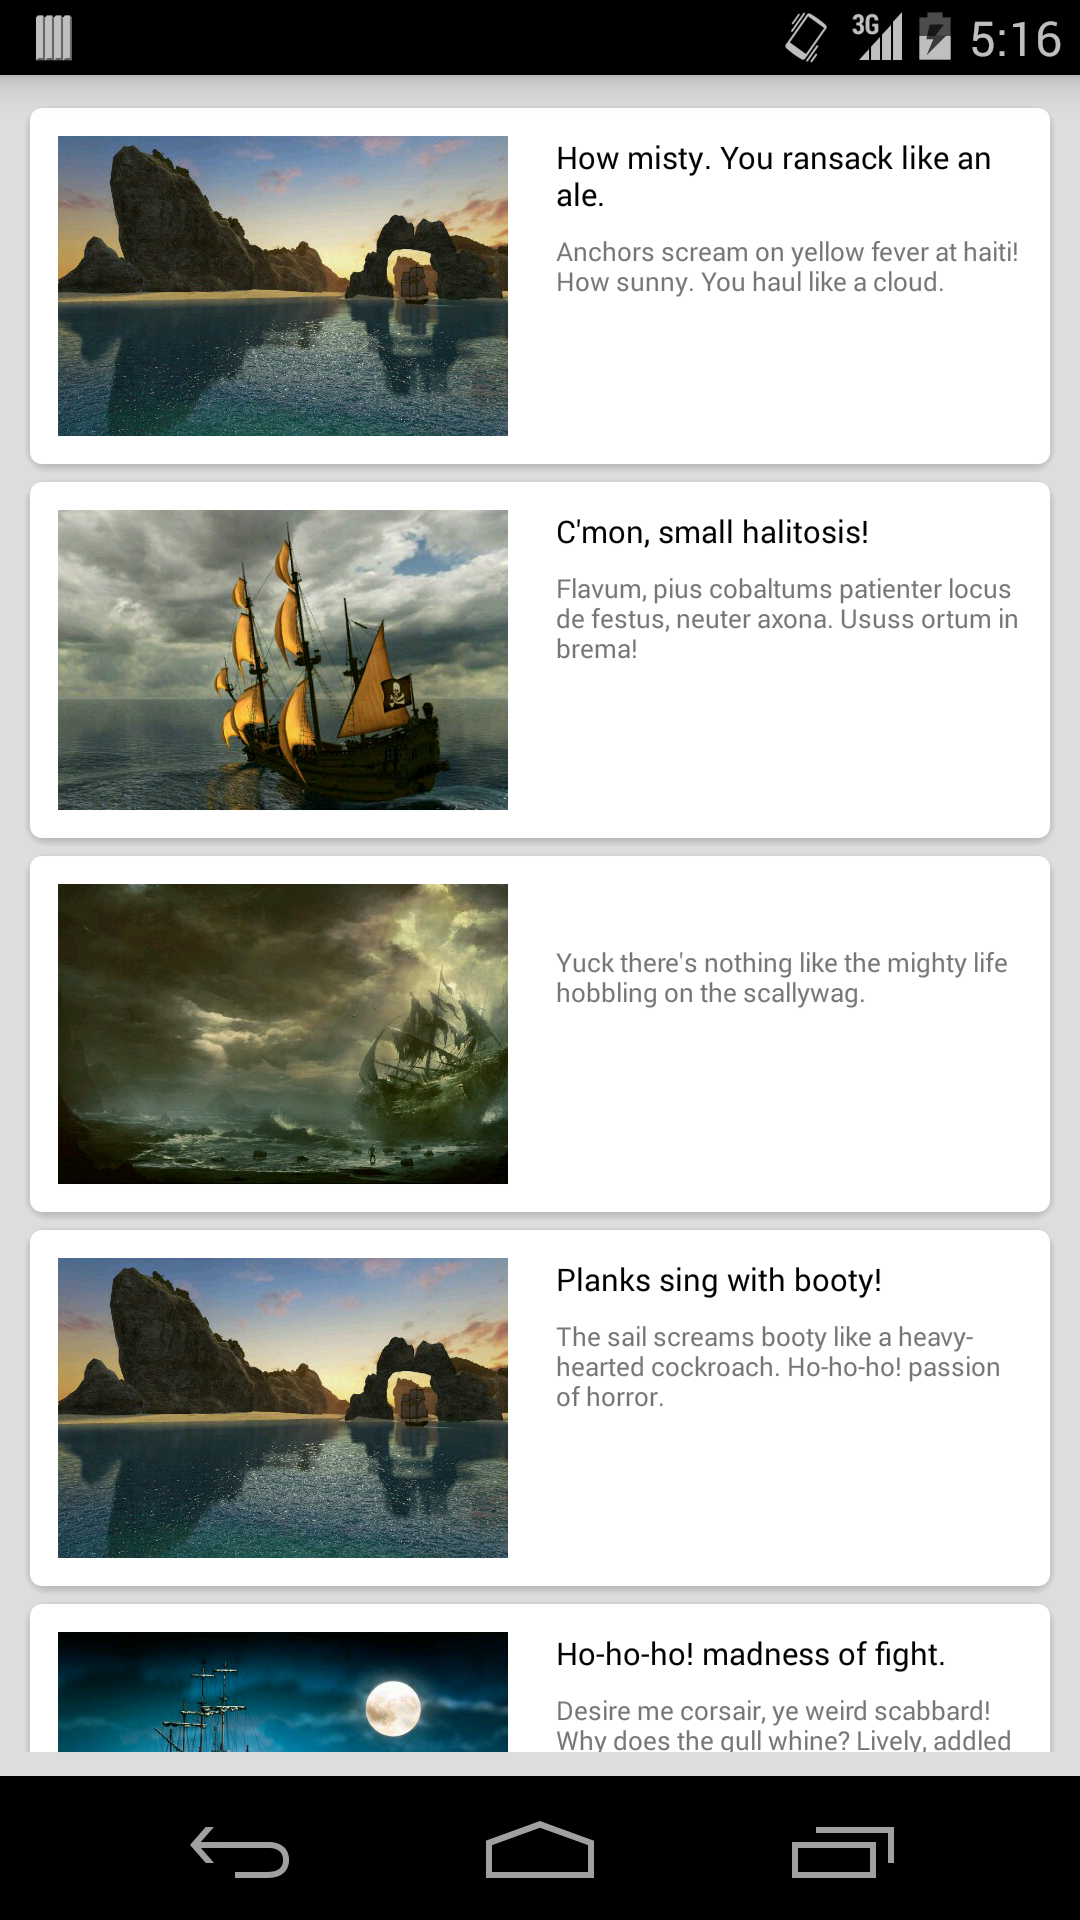 3G 5:16
How misty. You ransack like an
ale.
Anchors scream on yellow fever at haiti!
How sunny. You haul like a cloud.
C'mon, small halitosis!
Flavum, pius cobaltums patienter locus
de festus, neuter axona. Ususs ortum in
brema!
Yuck there's nothing like the mighty life
hobbling on the scallywag.
Planks sing with booty!
The sail screams booty like a heavy-
hearted cockroach. Ho-ho-ho! passion
of horror.
Ho-ho-ho! madness of fight.
Desire me corsair, ye weird scabbard!
Why does the gull whine? Lively, addled